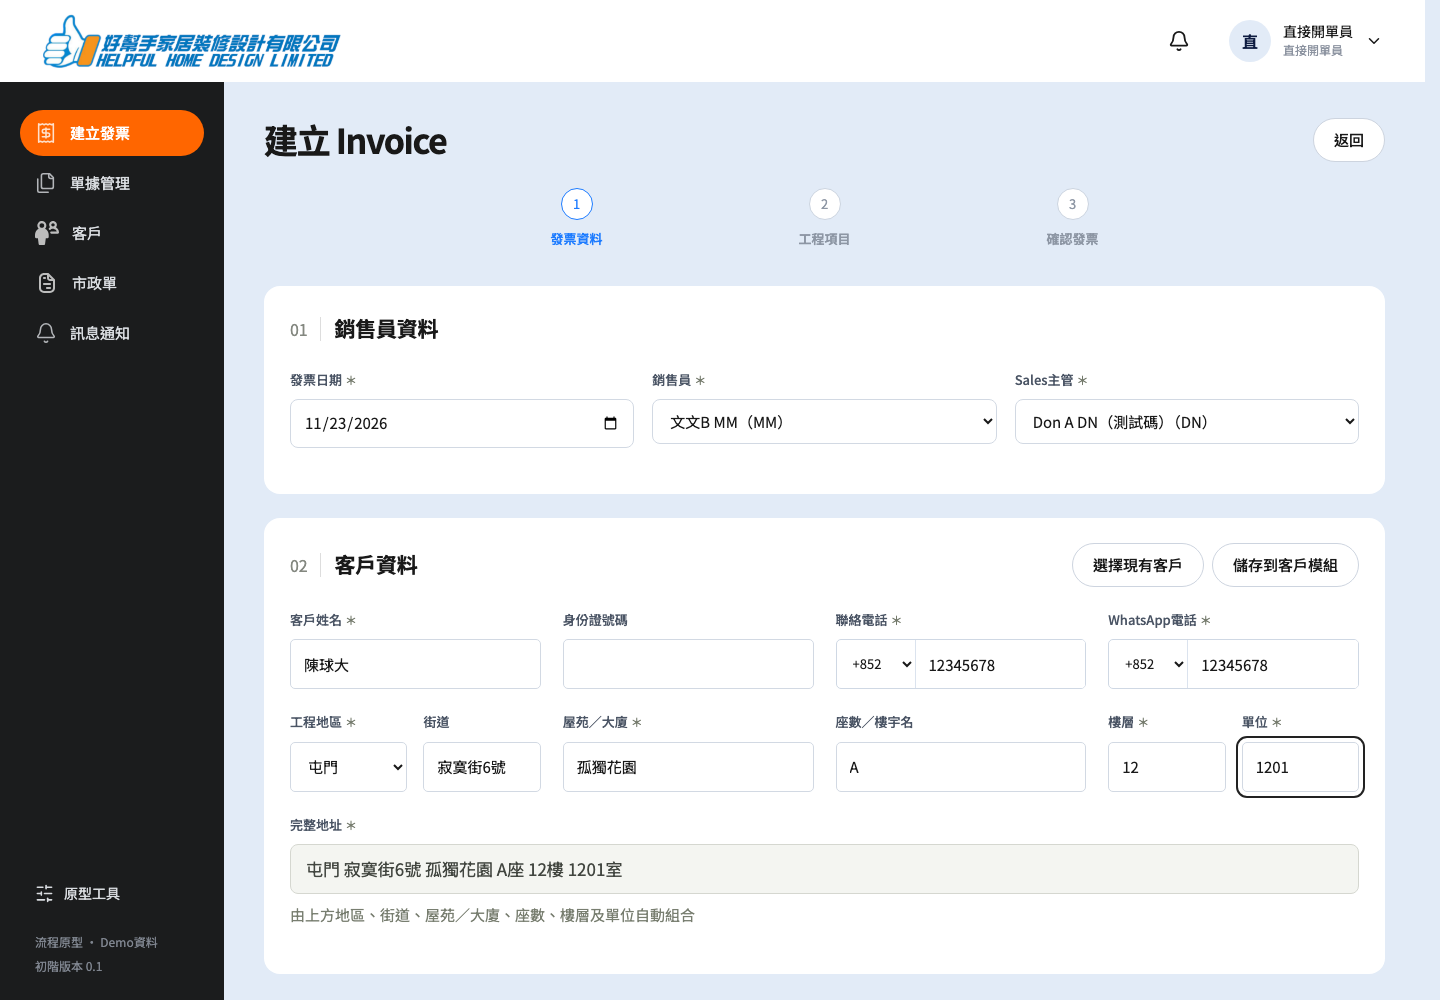 好幫手家居裝修設計有限公司
HELPFUL HOME DESIGN LIMITED
直
直接開單員
直接開單員
建立發票
單據管理
客戶
市政單
訊息通知
原型工具
流程原型 · Demo資料
初階版本 0.1
建立 Invoice
返回
1
發票資料
2
工程項目
3
確認發票
01 銷售員資料
發票日期 *
銷售員 *
Sales主管 *
11/23/2026
文文B MM（MM）
Don A DN（測試碼）（DN）
02 客戶資料
選擇現有客戶
儲存到客戶模組
客戶姓名 *
身份證號碼
聯絡電話 *
WhatsApp電話 *
陳球大
+852
12345678
+852
12345678
工程地區 *
街道
屋苑／大廈 *
座數／樓宇名
樓層 *
單位 *
屯門
寂寞街6號
孤獨花園
A
12
1201
完整地址 *
屯門 寂寞街6號 孤獨花園 A座 12樓 1201室
由上方地區、街道、屋苑／大廈、座數、樓層及單位自動組合